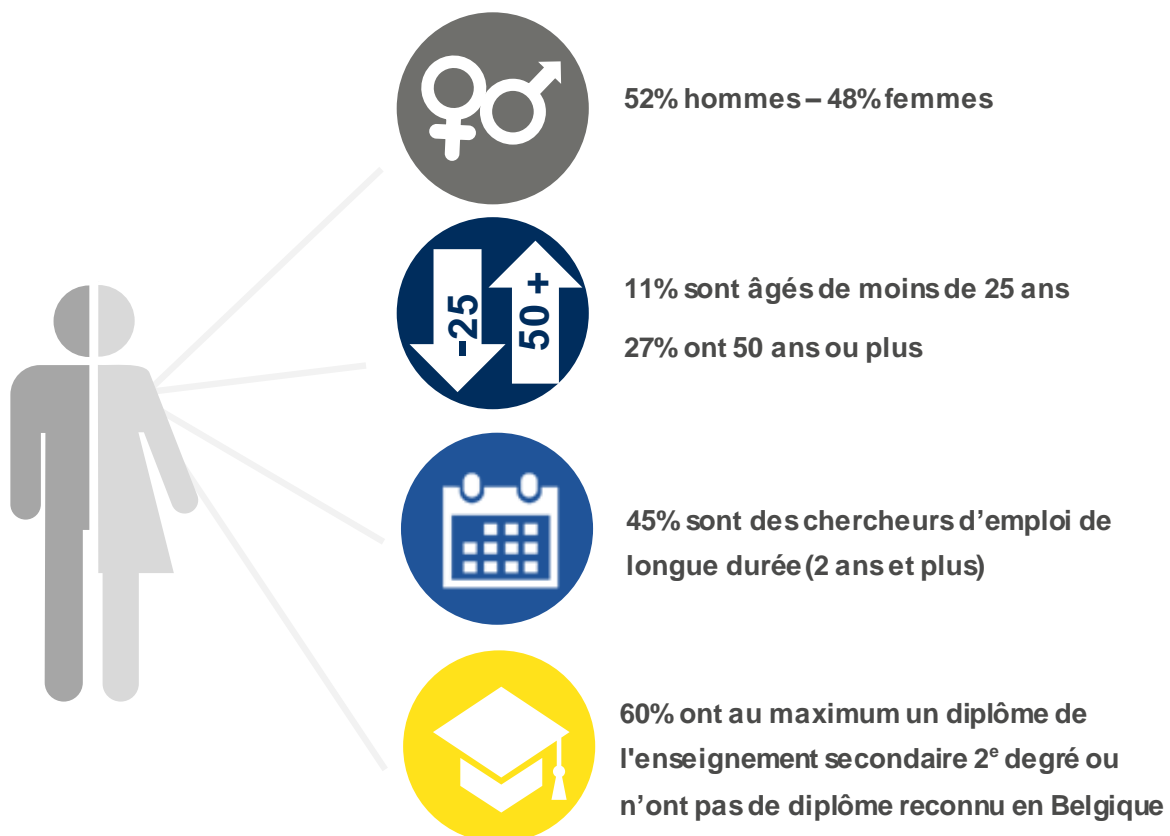 52% hommes – 48% femmes
-25
50 +
11% sont âgés de moins de 25 ans
27% ont 50 ans ou plus
45% sont des chercheurs d’emploi de
longue durée (2 ans et plus)
60% ont au maximum un diplôme de
l'enseignement secondaire 2e degré ou
n’ont pas de diplôme reconnu en Belgique